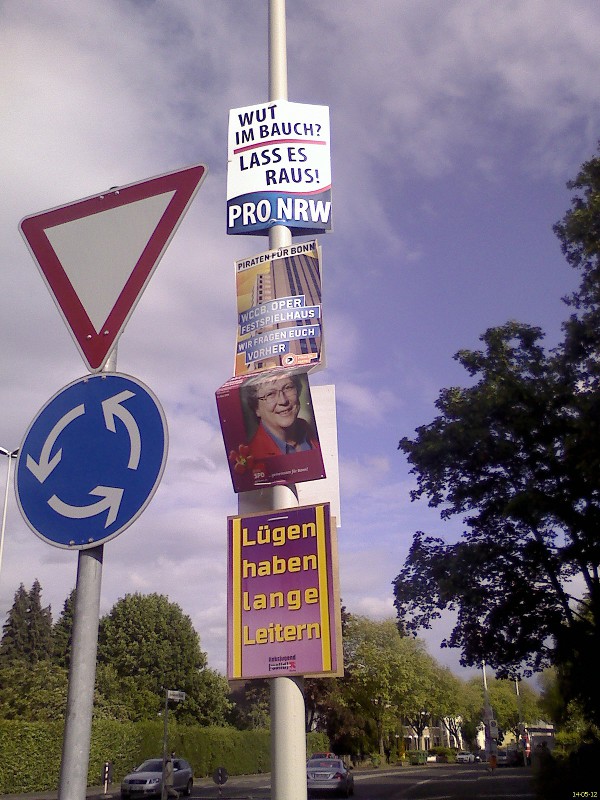 WUT
IM BAUCH?
LASS ES
RAUS!
PRO NRW
PIRATEN FÜR BONN
WCCB, OPER
FESTSPIELHAUS
WIR FRAGEN EUCH
VORHER
SPD
Lügen
haben
lange
Leitern
linksjugend
14-05-12